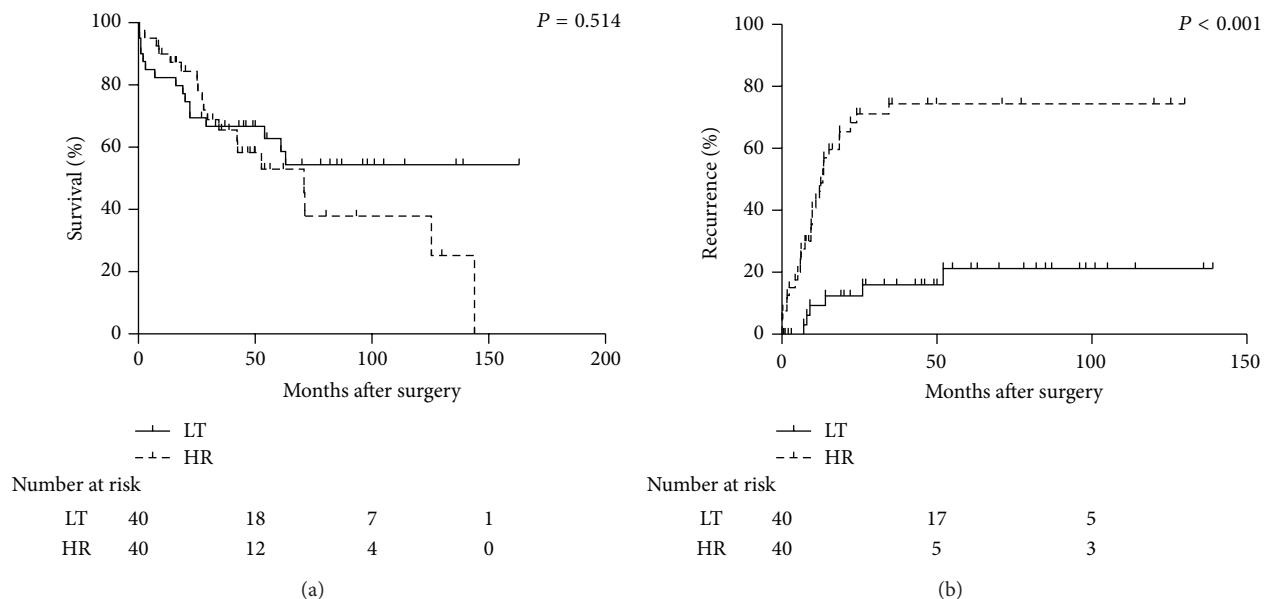 P = 0.514
100
80
60
40
20
0
Survival (%)
0 50 100 150 200
Months after surgery
LT
HR
Number at risk
LT 40 18 7 1
HR 40 12 4 0
(a)
P < 0.001
100
80
60
40
20
0
Recurrence (%)
0 50 100 150
Months after surgery
LT
HR
Number at risk
LT 40 17 5
HR 40 5 3
(b)